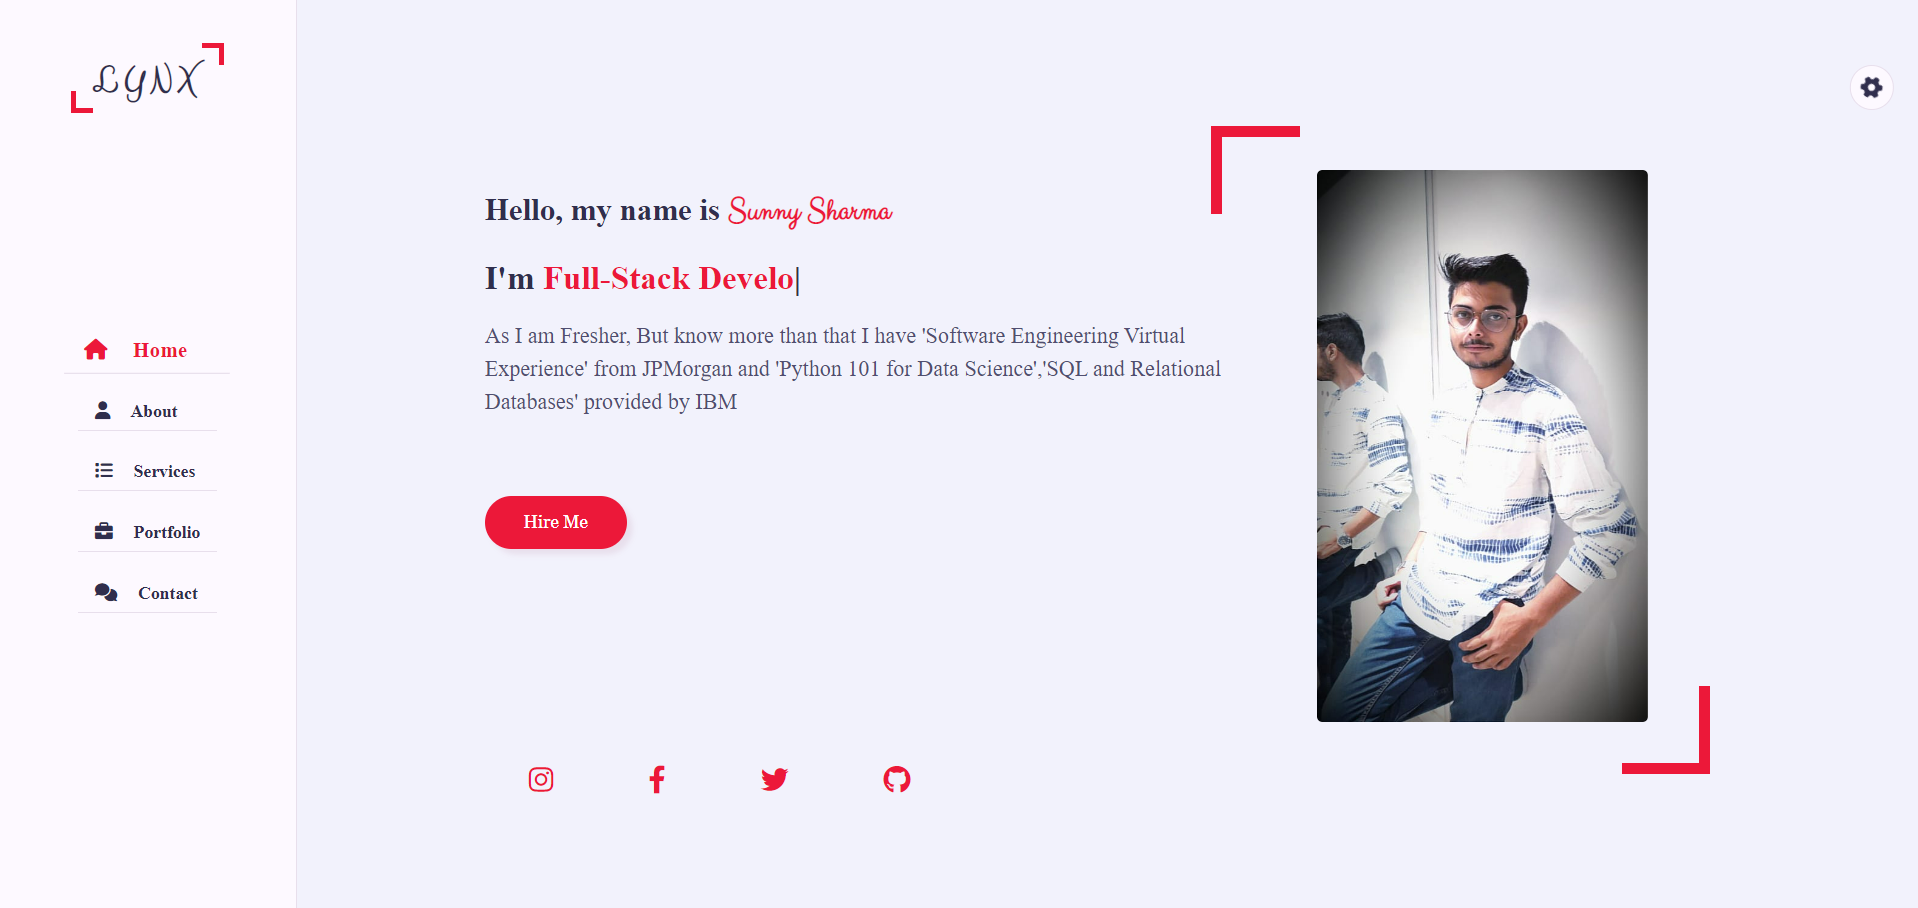 LYNX
Home
About
Services
Portfolio
Contact
Hello, my name is Sunny Sharma
I'm Full-Stack Develo|
As I am Fresher, But know more than that I have 'Software Engineering Virtual
Experience' from JPMorgan and 'Python 101 for Data Science','SQL and Relational
Databases' provided by IBM
Hire Me